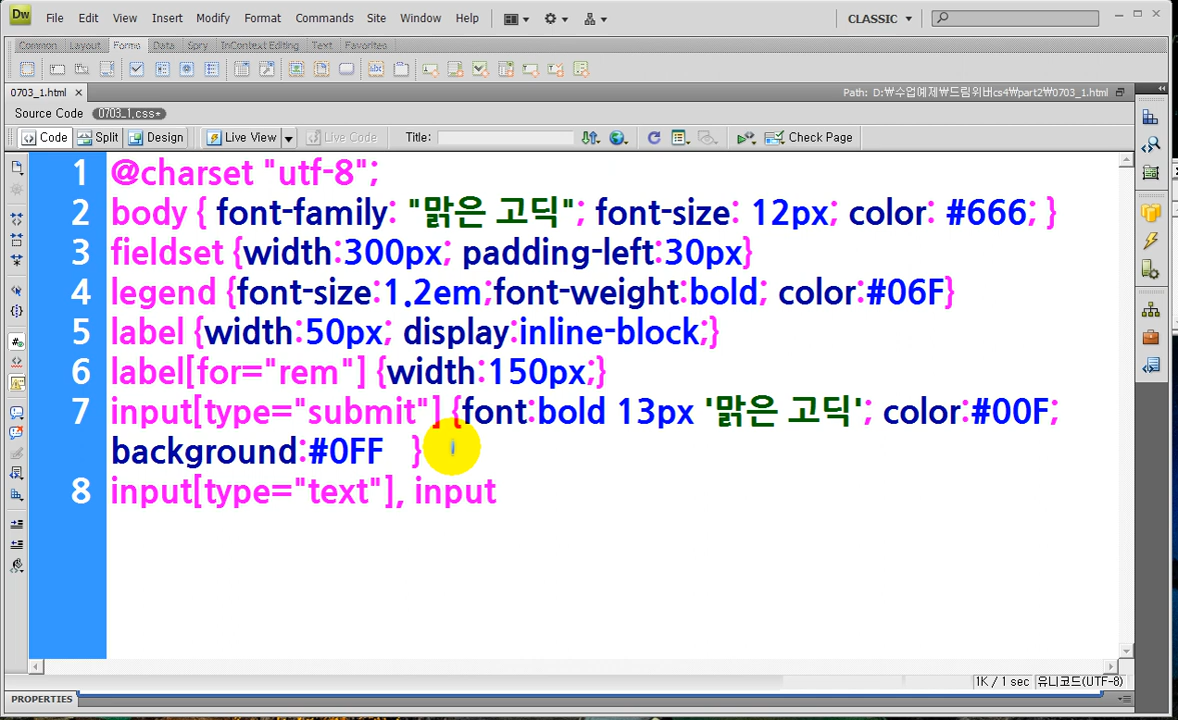 Dw File Edit View Insert Modify Format Commands Site Window Help CLASSIC
Common Layout Forms Data Spry InContext Editing Text Favorites
0703_1.html Path: D:₩수업예제₩드림위버cs4₩part2₩0703_1.html
Source Code 0703_1.css*
Code Split Design Live View Live Code Title: Check Page
1 @charset "utf-8";
2 body { font-family: "맑은 고딕"; font-size: 12px; color: #666; }
3 fieldset {width:300px; padding-left:30px}
4 legend {font-size:1.2em;font-weight:bold; color:#06F}
5 label {width:50px; display:inline-block;}
6 label[for="rem"] {width:150px;}
7 input[type="submit"] {font:bold 13px '맑은 고딕'; color:#00F;
background:#0FF }
8 input[type="text"], input
1K / 1 sec 유니코드(UTF-8)
PROPERTIES